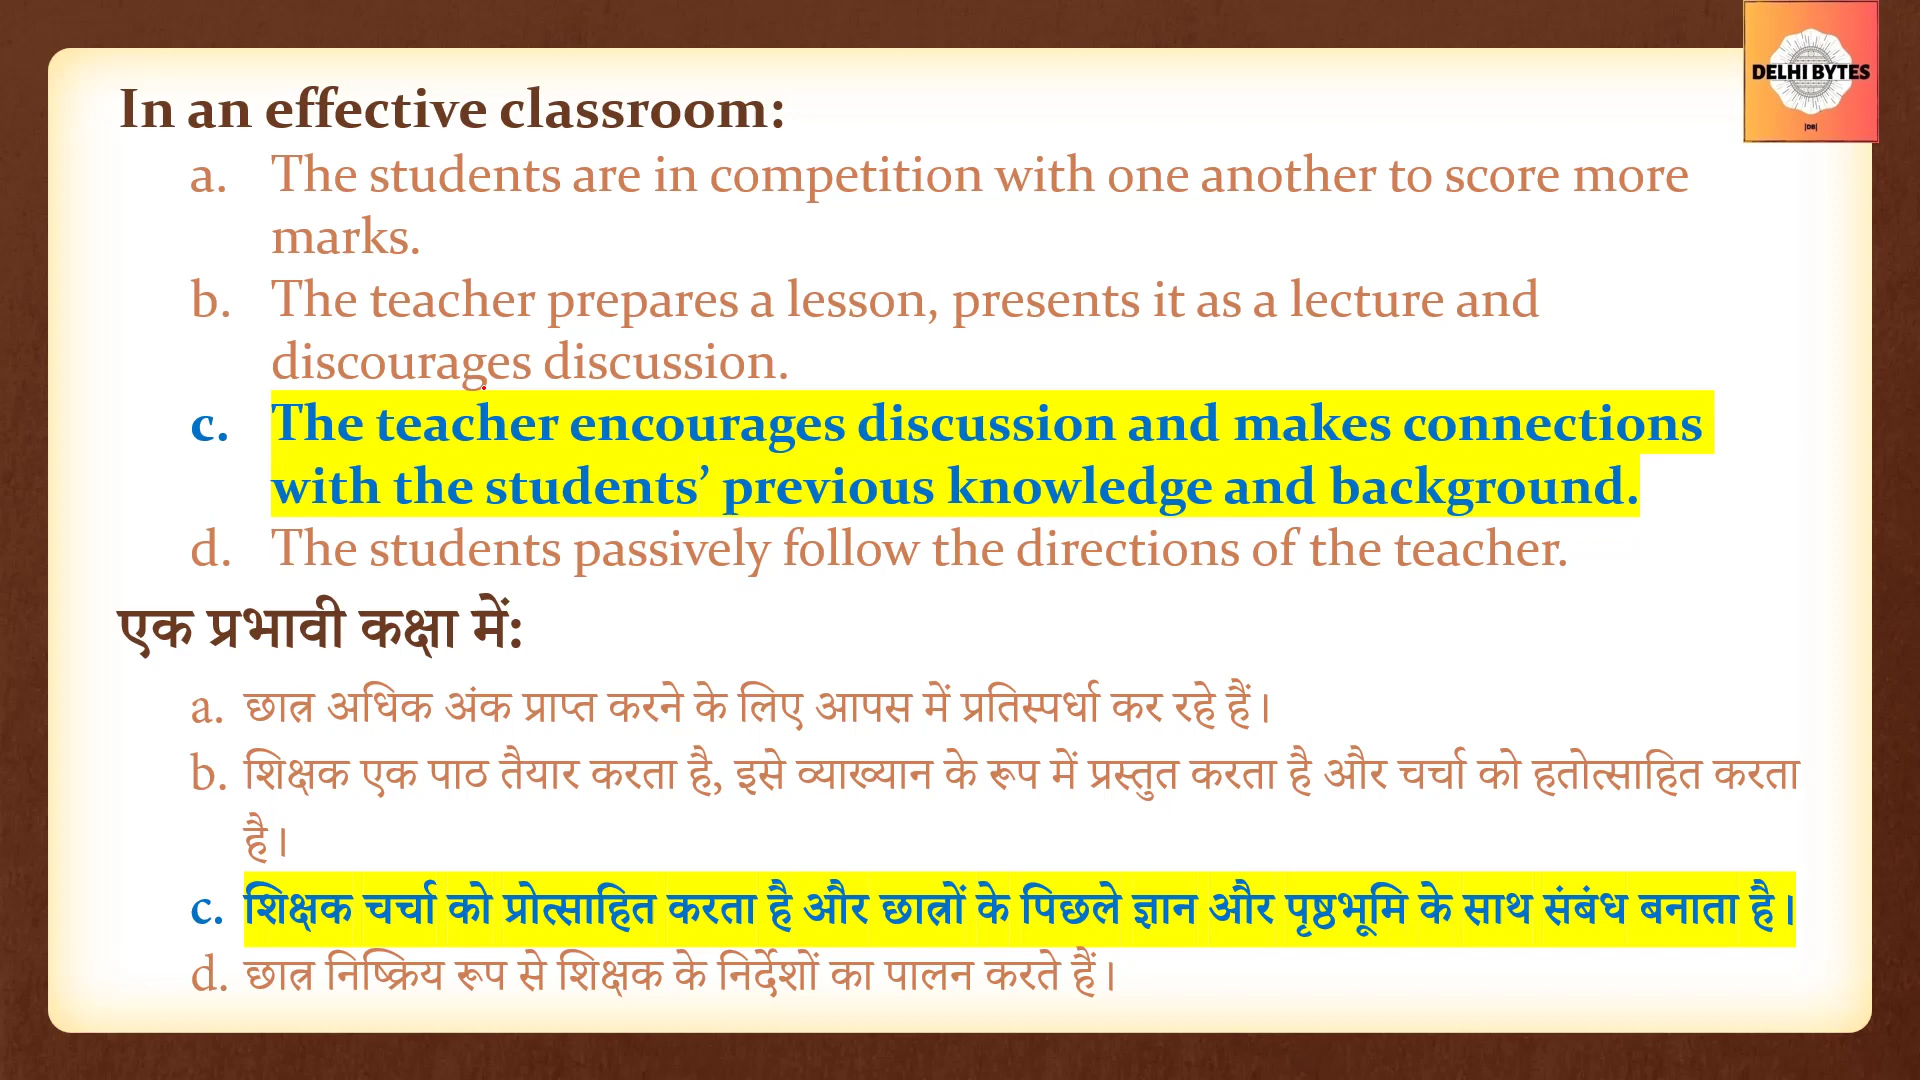 DELHI BYTES
|DB|
In an effective classroom:
a. The students are in competition with one another to score more
marks.
b. The teacher prepares a lesson, presents it as a lecture and
discourages discussion.
c. The teacher encourages discussion and makes connections
with the students’ previous knowledge and background.
d. The students passively follow the directions of the teacher.
एक प्रभावी कक्षा में:
a. छात्र अधिक अंक प्राप्त करने के लिए आपस में प्रतिस्पर्धा कर रहे हैं।
b. शिक्षक एक पाठ तैयार करता है, इसे व्याख्यान के रूप में प्रस्तुत करता है और चर्चा को हतोत्साहित करता
है।
c. शिक्षक चर्चा को प्रोत्साहित करता है और छात्रों के पिछले ज्ञान और पृष्ठभूमि के साथ संबंध बनाता है।
d. छात्र निष्क्रिय रूप से शिक्षक के निर्देशों का पालन करते हैं।